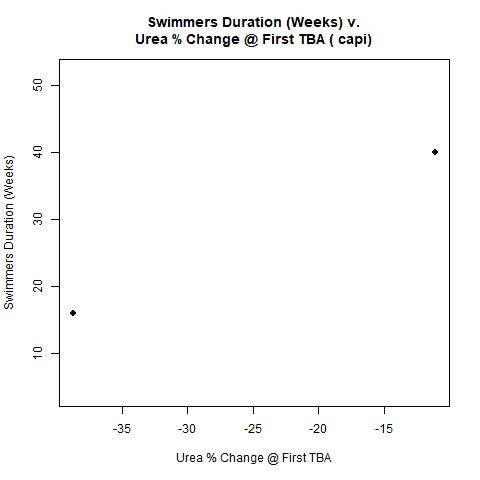 Swimmers Duration (Weeks) v.
Urea % Change @ First TBA ( capi)
Swimmers Duration (Weeks)
50
40
30
20
10
-35
-30
-25
-20
-15
Urea % Change @ First TBA